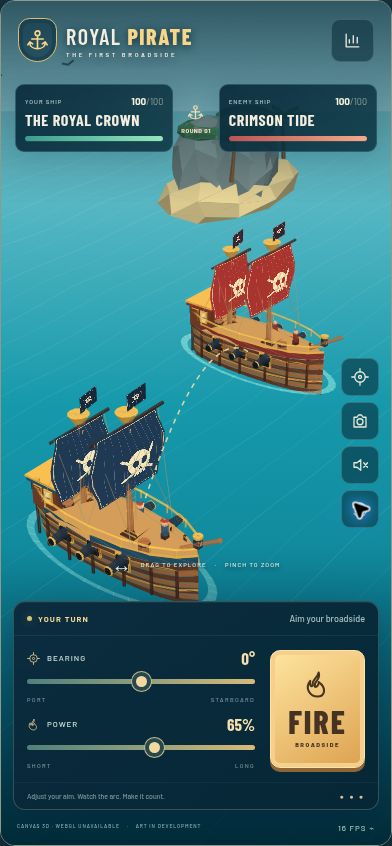 ROYAL PIRATE
THE FIRST BROADSIDE
YOUR SHIP 100/100
THE ROYAL CROWN
ROUND 01
ENEMY SHIP 100/100
CRIMSON TIDE
DRAG TO EXPLORE · PINCH TO ZOOM
YOUR TURN
Aim your broadside
BEARING 0°
PORT STARBOARD
POWER 65%
SHORT LONG
FIRE
BROADSIDE
Adjust your aim. Watch the arc. Make it count.
CANVAS 3D · WEBGL UNAVAILABLE · ART IN DEVELOPMENT
16 FPS +